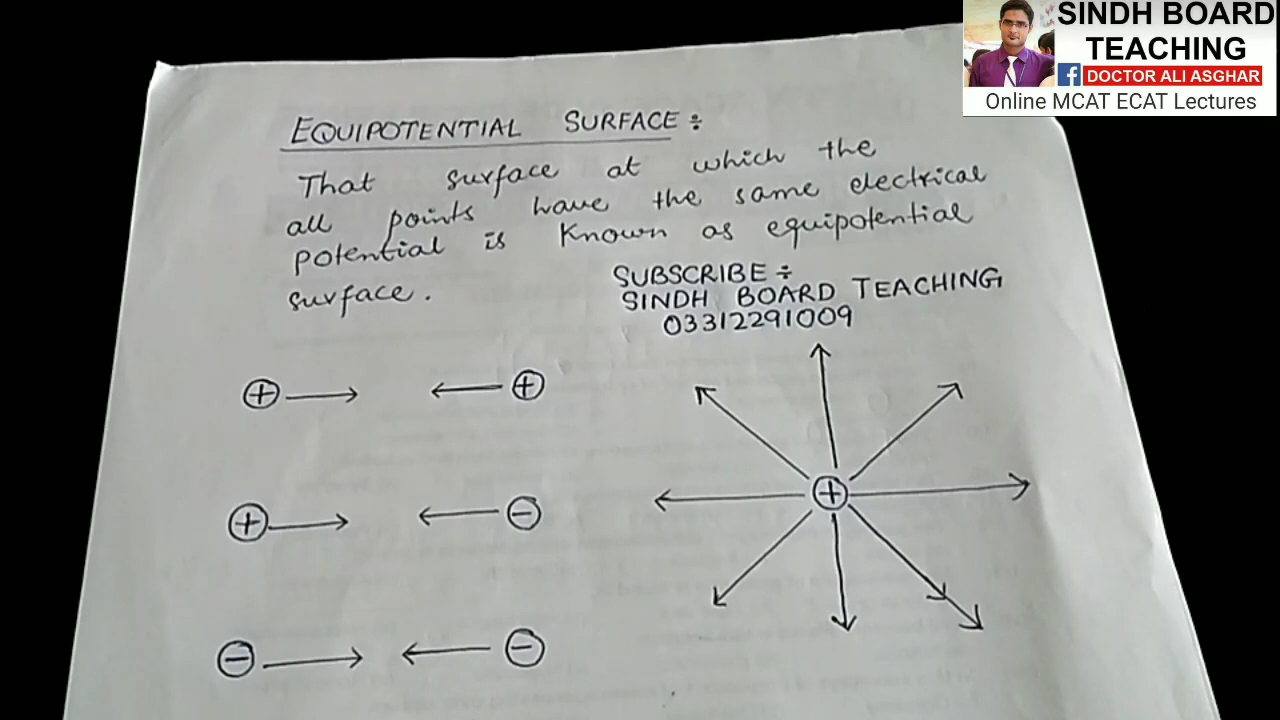 SINDH BOARD
TEACHING
f DOCTOR ALI ASGHAR
Online MCAT ECAT Lectures
EQUIPOTENTIAL SURFACE ÷
That surface at which the
all points have the same electrical
potential is known as equipotential
surface.
SUBSCRIBE ÷
SINDH BOARD TEACHING
03312291009
+ +
+ −
− −
+